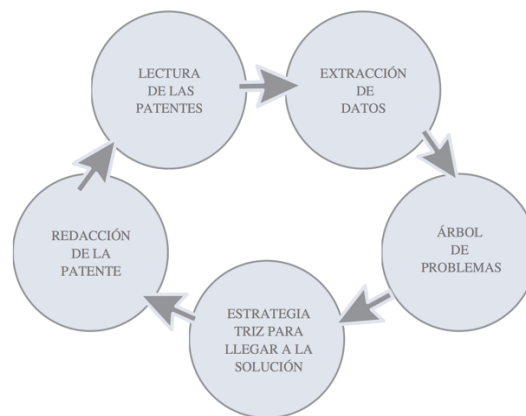 LECTURA
DE LAS
PATENTES
EXTRACCIÓN
DE
DATOS
ÁRBOL
DE
PROBLEMAS
ESTRATEGIA
TRIZ PARA
LLEGAR A LA
SOLUCIÓN
REDACCIÓN
DE LA
PATENTE